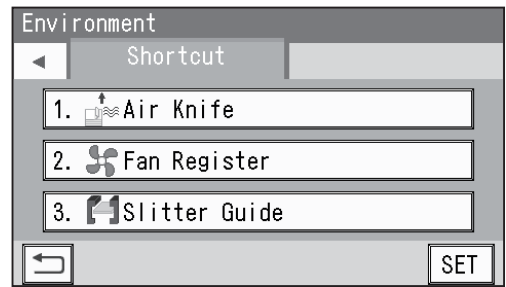 Environment
Shortcut
1. Air Knife
2. Fan Register
3. Slitter Guide
SET